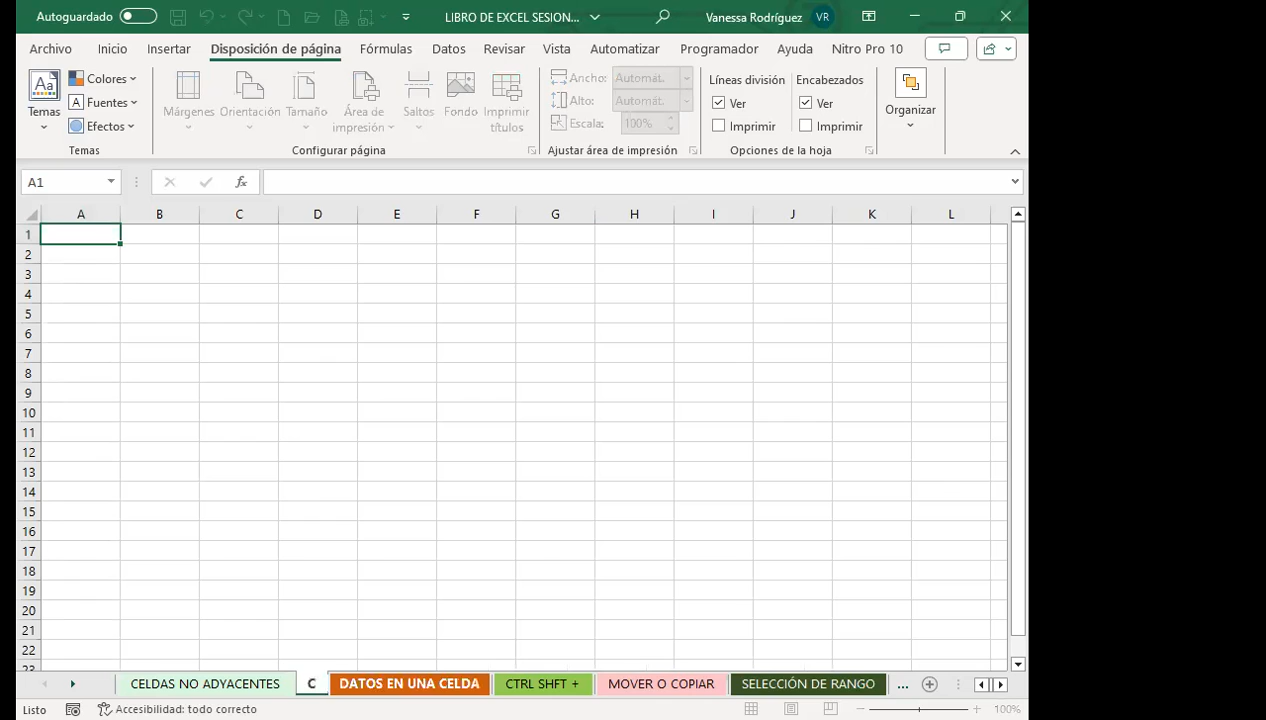 Autoguardado LIBRO DE EXCEL SESION... Vanessa Rodríguez VR
Archivo Inicio Insertar Disposición de página Fórmulas Datos Revisar Vista Automatizar Programador Ayuda Nitro Pro 10
Aa Temas
Colores
A Fuentes
Efectos
Temas
Márgenes
Orientación
Tamaño
Área de impresión
Saltos
Fondo
Imprimir títulos
Configurar página
Ancho: Automát.
Alto: Automát.
Escala: 100%
Ajustar área de impresión
Líneas división
Ver
Imprimir
Encabezados
Ver
Imprimir
Opciones de la hoja
Organizar
A1 fx
A B C D E F G H I J K L
1
2
3
4
5
6
7
8
9
10
11
12
13
14
15
16
17
18
19
20
21
22
23
CELDAS NO ADYACENTES C DATOS EN UNA CELDA CTRL SHFT + MOVER O COPIAR SELECCIÓN DE RANGO ...
Listo Accesibilidad: todo correcto 100%